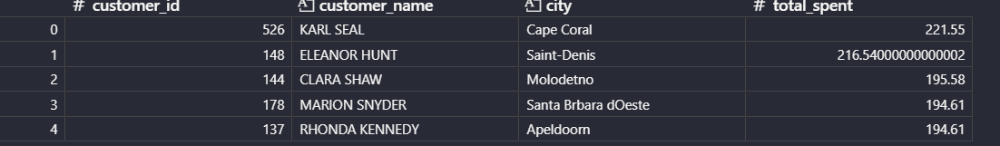 # customer_id A customer_name A city # total_spent
0 526 KARL SEAL Cape Coral 221.55
1 148 ELEANOR HUNT Saint-Denis 216.54000000000002
2 144 CLARA SHAW Molodetno 195.58
3 178 MARION SNYDER Santa Brbara dOeste 194.61
4 137 RHONDA KENNEDY Apeldoorn 194.61